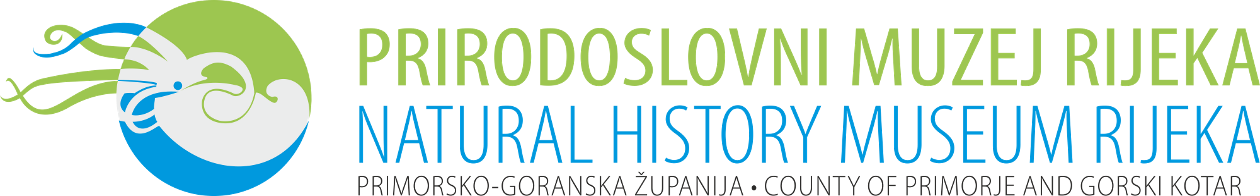 PRIRODOSLOVNI MUZEJ RIJEKA
NATURAL HISTORY MUSEUM RIJEKA
PRIMORSKO-GORANSKA ŽUPANIJA • COUNTY OF PRIMORJE AND GORSKI KOTAR